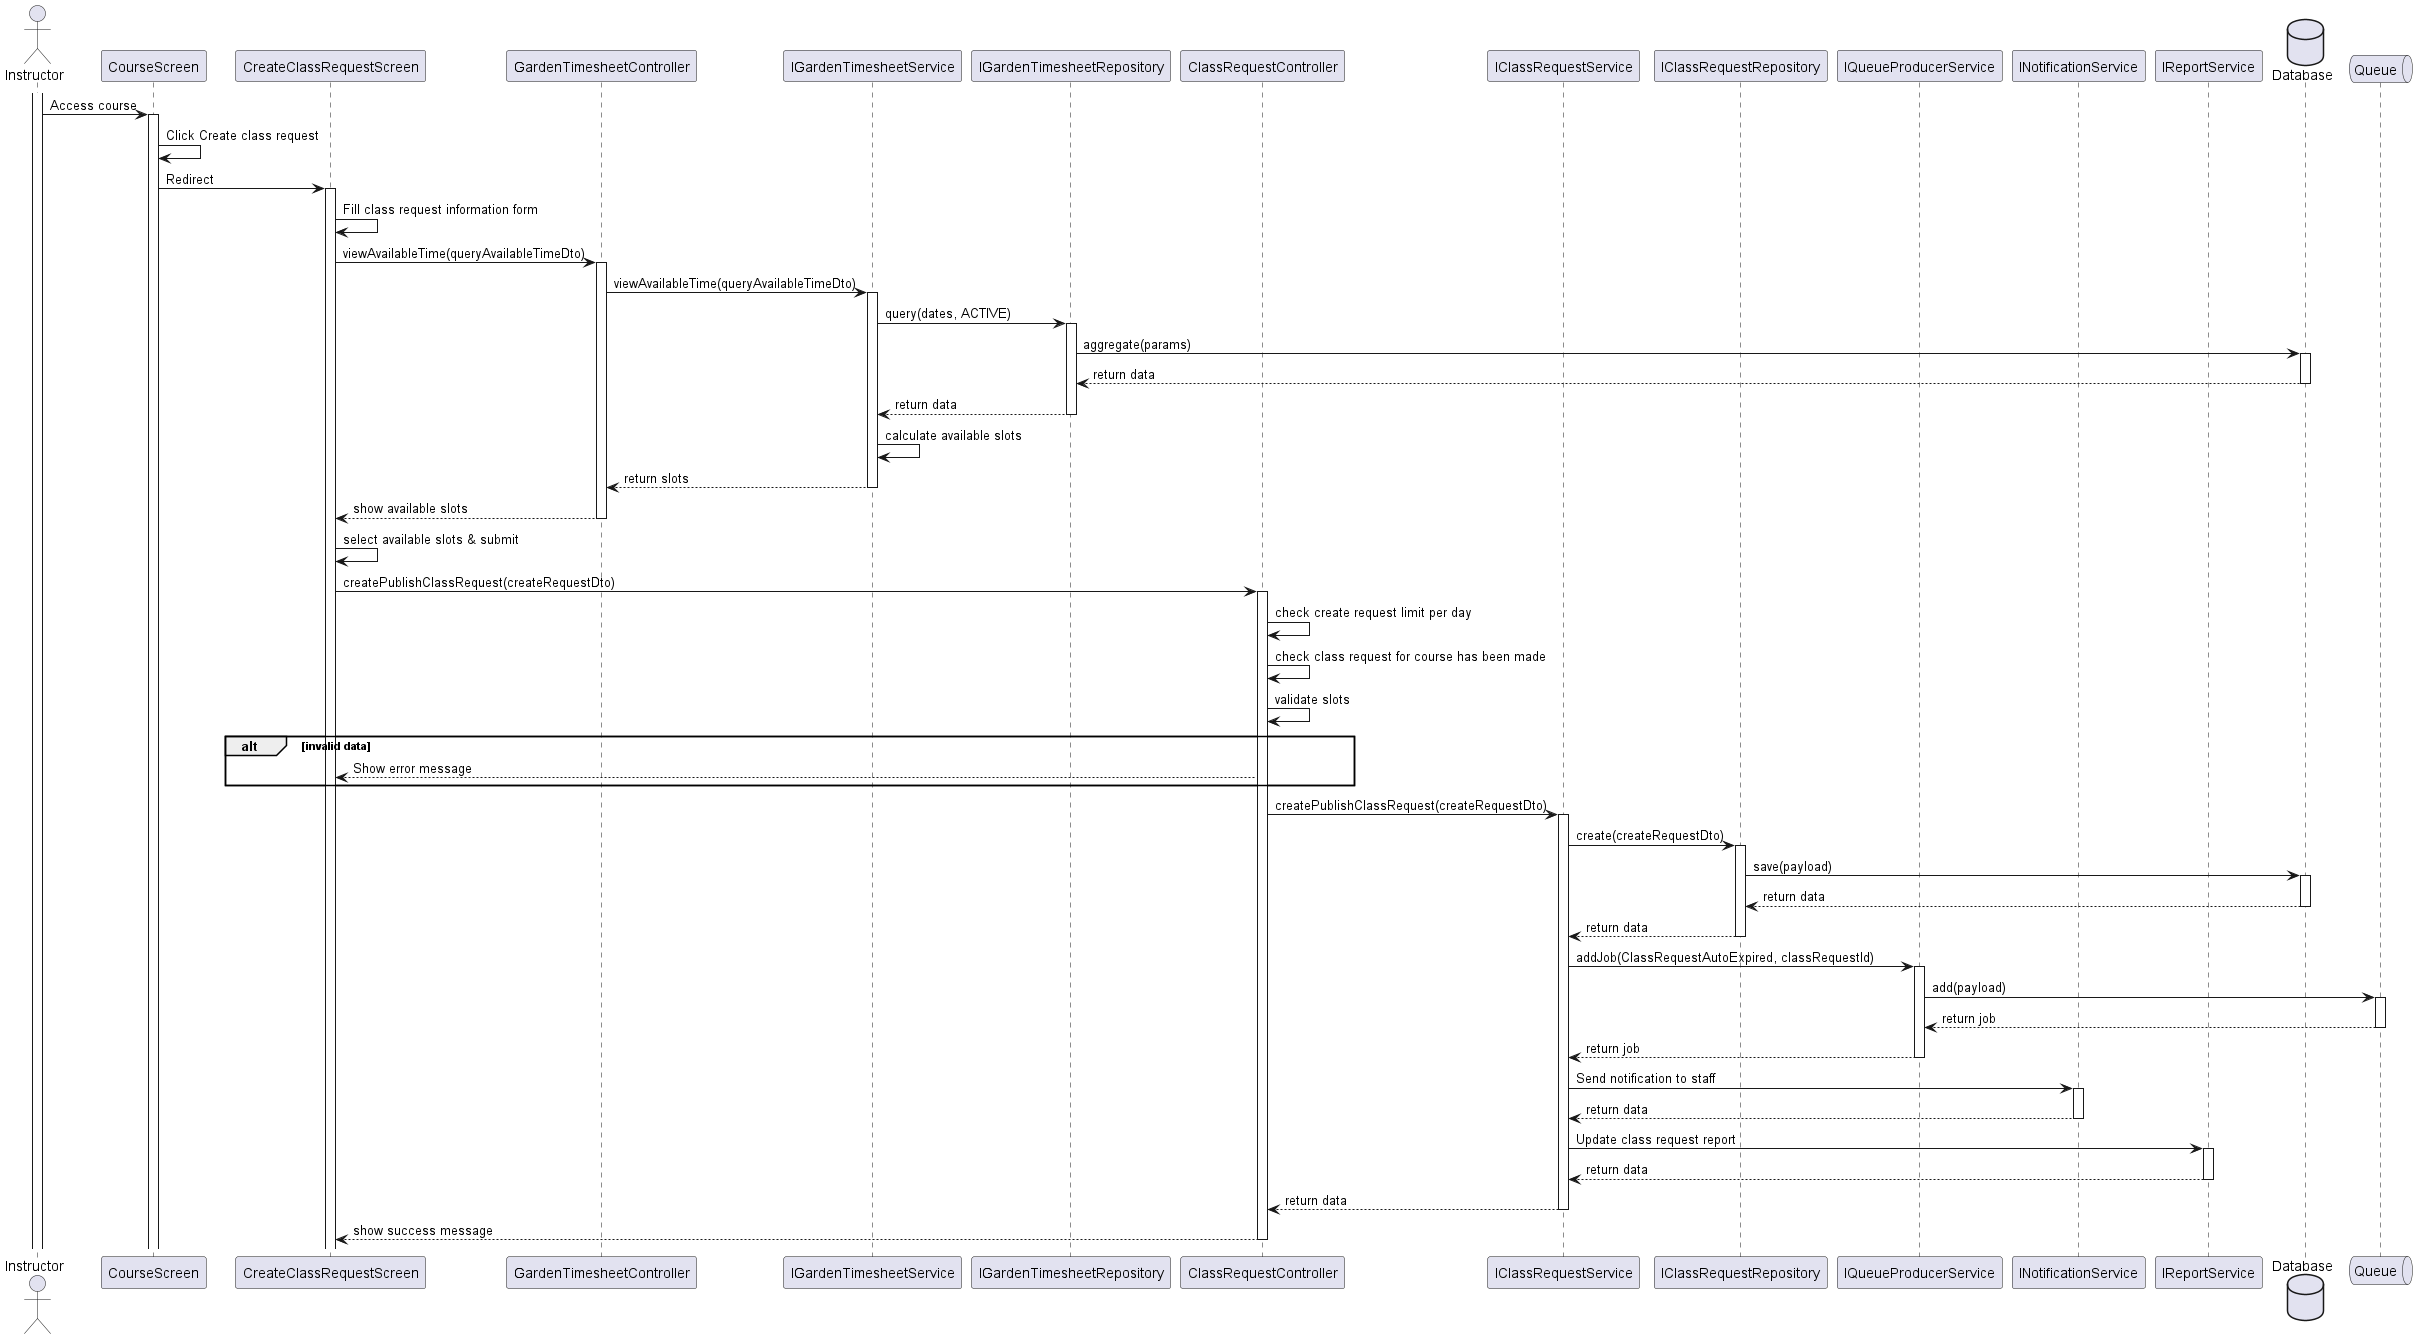 Instructor
CourseScreen
CreateClassRequestScreen
GardenTimesheetController
IGardenTimesheetService
IGardenTimesheetRepository
ClassRequestController
IClassRequestService
IClassRequestRepository
IQueueProducerService
INotificationService
IReportService
Database
Queue
Access course
Click Create class request
Redirect
Fill class request information form
viewAvailableTime(queryAvailableTimeDto)
viewAvailableTime(queryAvailableTimeDto)
query(dates, ACTIVE)
aggregate(params)
return data
return data
calculate available slots
return slots
show available slots
select available slots & submit
createPublishClassRequest(createRequestDto)
check create request limit per day
check class request for course has been made
validate slots
alt
[invalid data]
Show error message
createPublishClassRequest(createRequestDto)
create(createRequestDto)
save(payload)
return data
return data
addJob(ClassRequestAutoExpired, classRequestId)
add(payload)
return job
return job
Send notification to staff
return data
Update class request report
return data
return data
show success message
Instructor
CourseScreen
CreateClassRequestScreen
GardenTimesheetController
IGardenTimesheetService
IGardenTimesheetRepository
ClassRequestController
IClassRequestService
IClassRequestRepository
IQueueProducerService
INotificationService
IReportService
Database
Queue